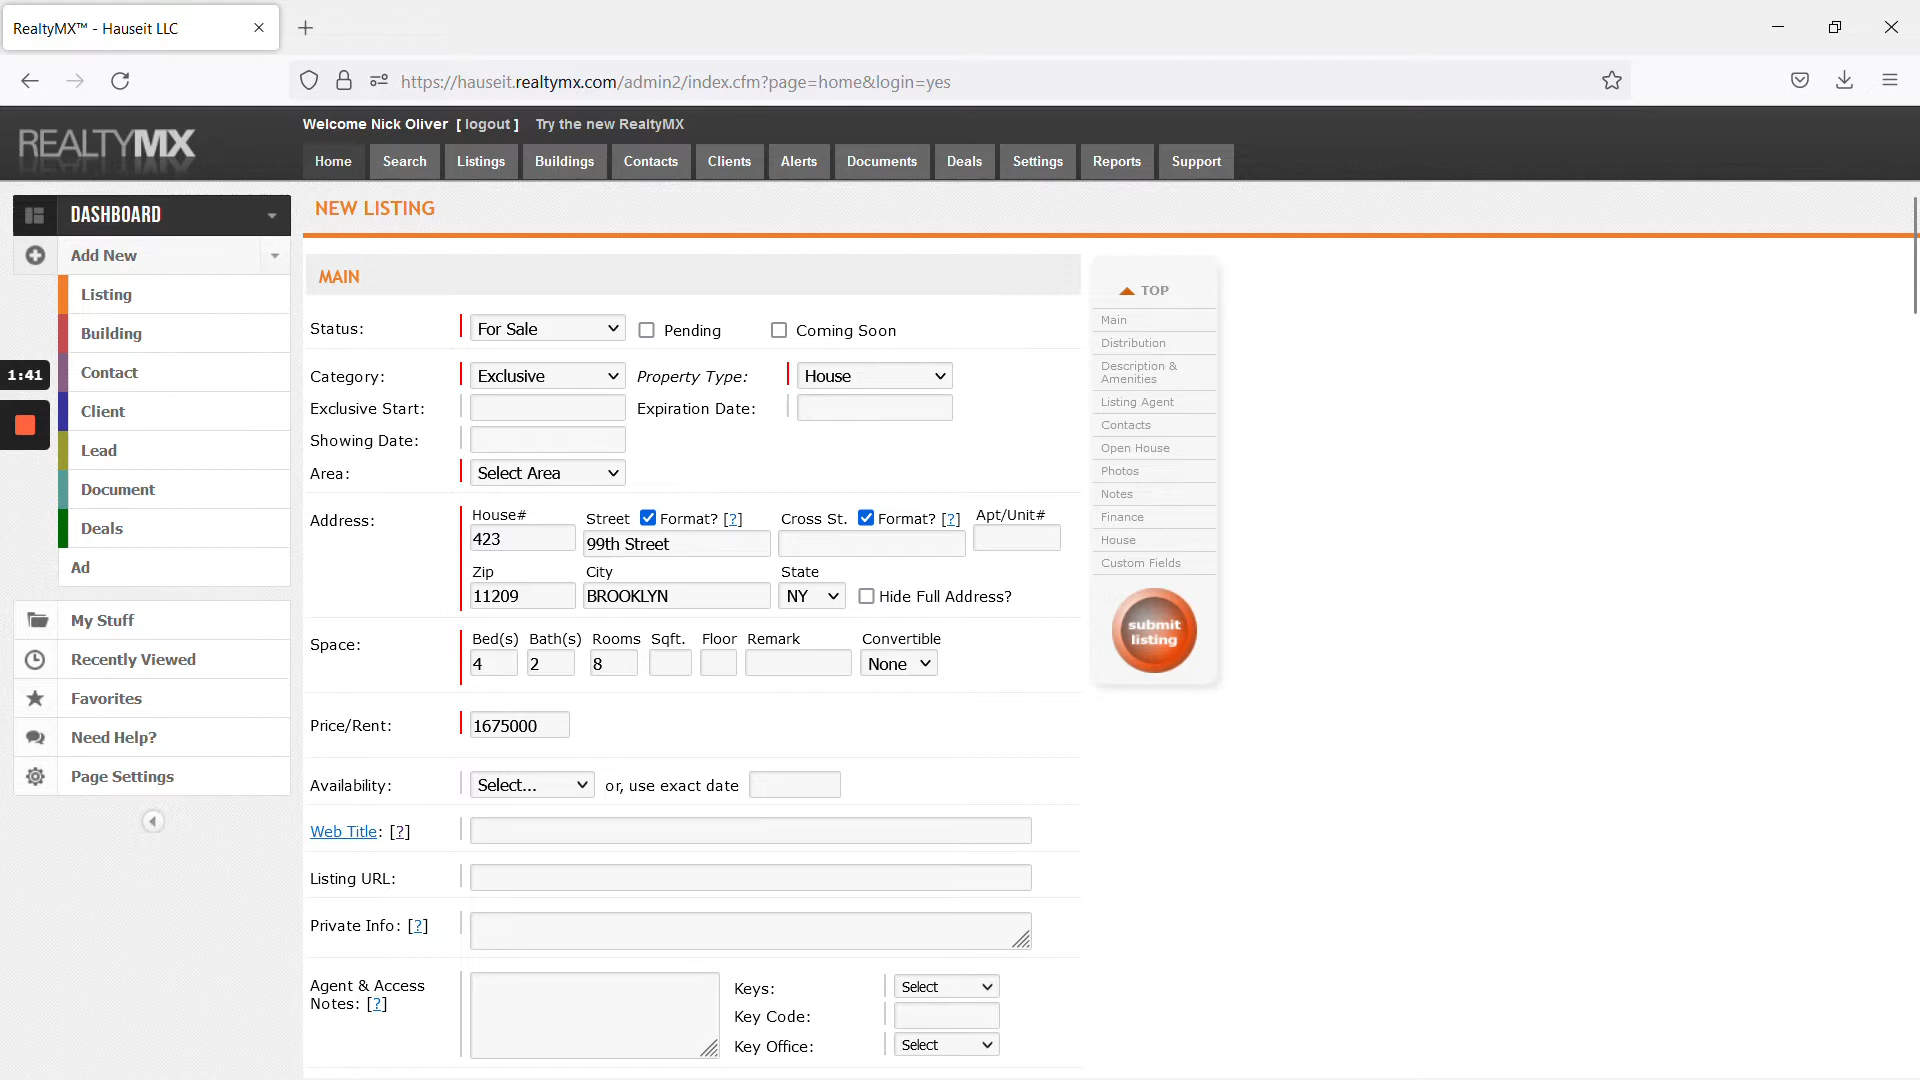 RealtyMX™ - Hauseit LLC
https://hauseit.realtymx.com/admin2/index.cfm?page=home&login=yes
REALTYMX
Welcome Nick Oliver [ logout ] Try the new RealtyMX
Home Search Listings Buildings Contacts Clients Alerts Documents Deals Settings Reports Support
DASHBOARD
Add New
Listing
Building
Contact
Client
Lead
Document
Deals
Ad
My Stuff
Recently Viewed
Favorites
Need Help?
Page Settings
1:41
NEW LISTING
MAIN
Status: For Sale Pending Coming Soon
Category: Exclusive Property Type: House
Exclusive Start: Expiration Date:
Showing Date:
Area: Select Area
Address: House# Street Format? [?] Cross St. Format? [?] Apt/Unit#
423 99th Street
Zip City State
11209 BROOKLYN NY Hide Full Address?
Space: Bed(s) Bath(s) Rooms Sqft. Floor Remark Convertible
4 2 8 None
Price/Rent: 1675000
Availability: Select... or, use exact date
Web Title: [?]
Listing URL:
Private Info: [?]
Agent & Access
Notes: [?]
Keys: Select
Key Code:
Key Office: Select
TOP
Main
Distribution
Description &
Amenities
Listing Agent
Contacts
Open House
Photos
Notes
Finance
House
Custom Fields
submit
listing